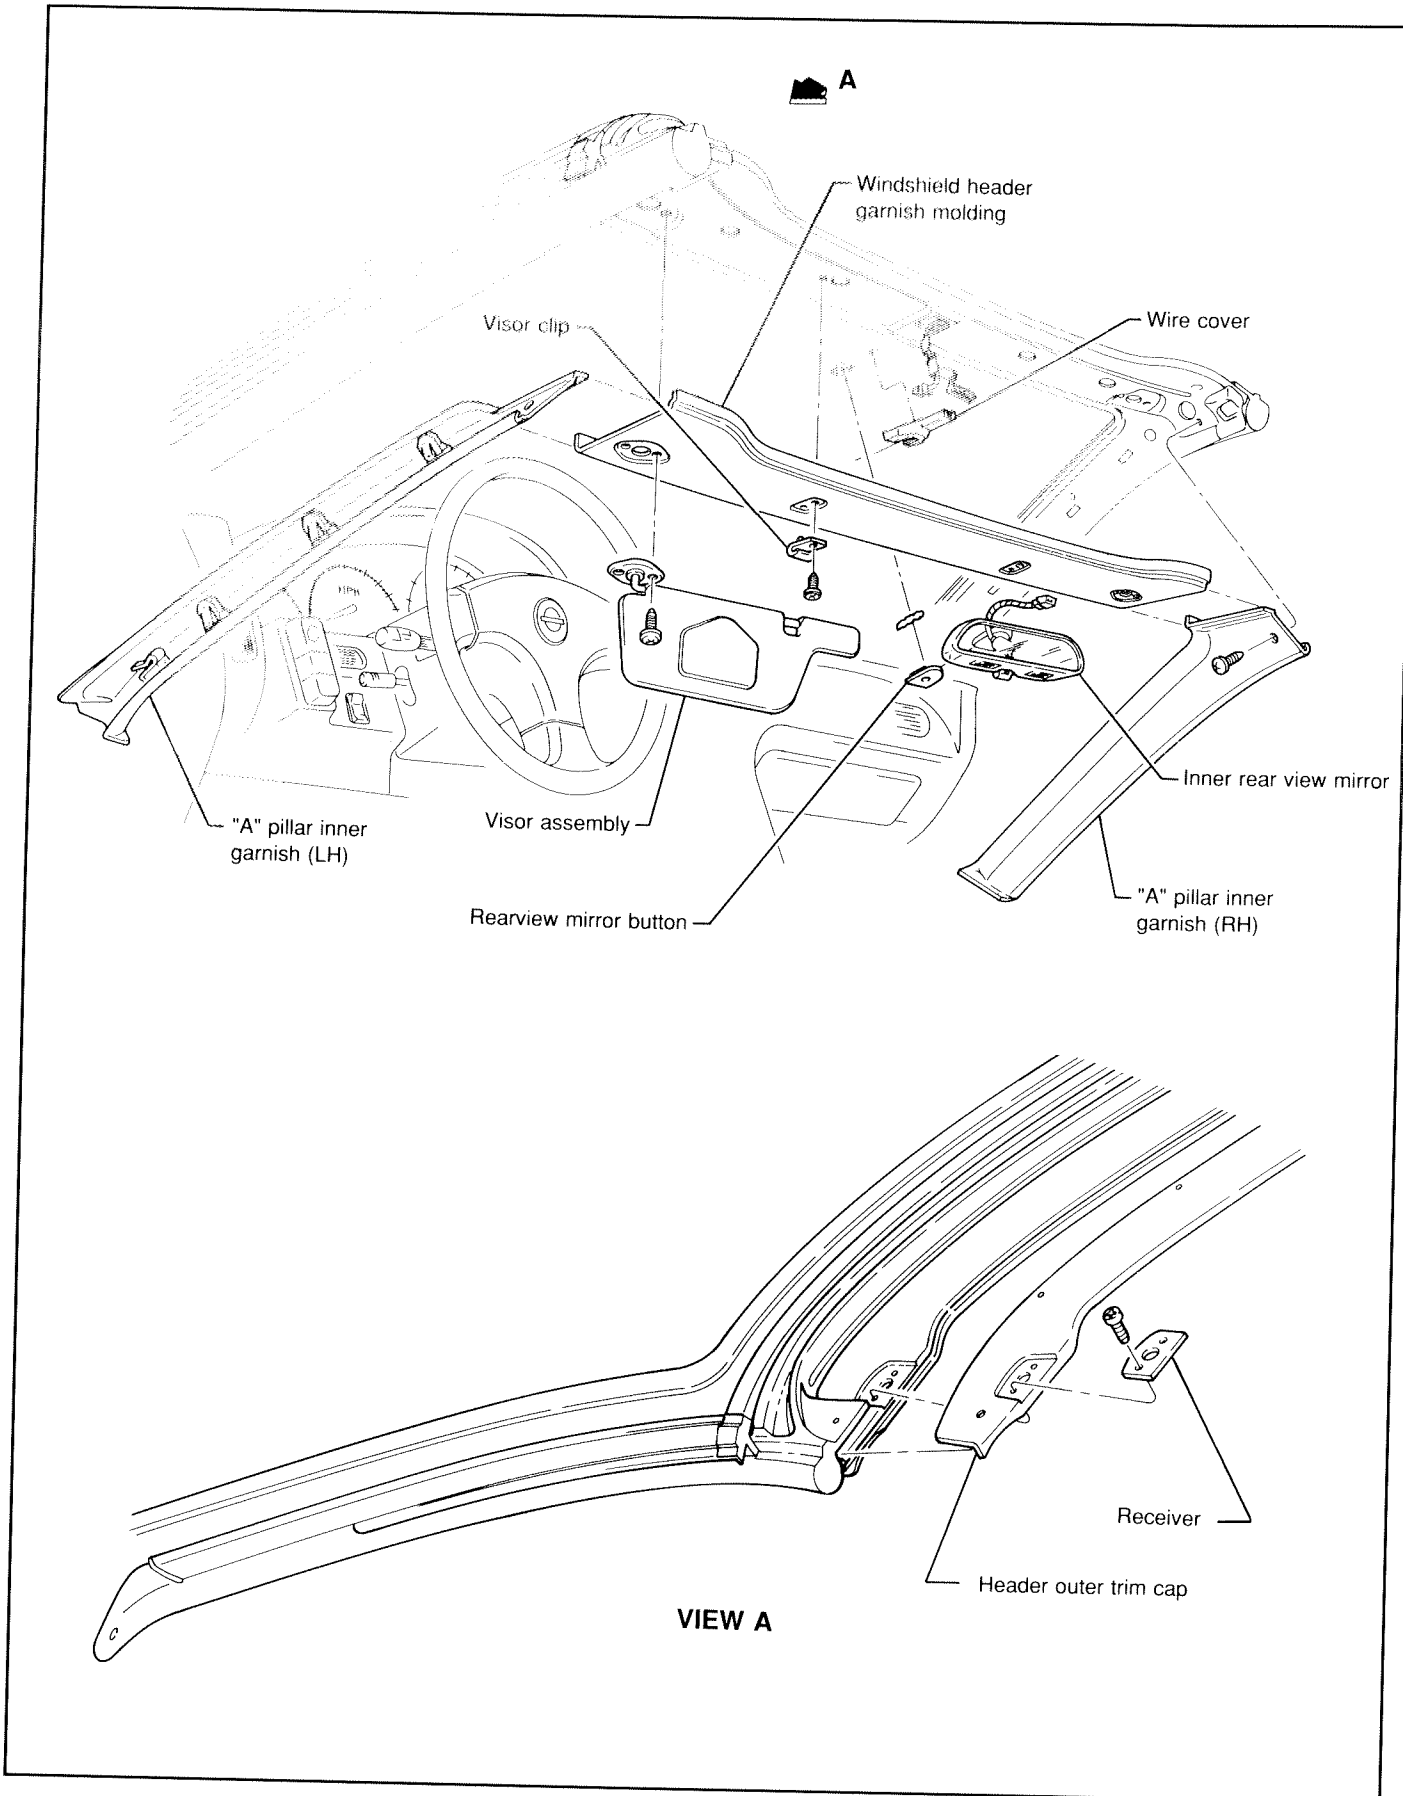 A
Windshield header
garnish molding
Visor clip
Wire cover
MPH
Inner rear view mirror
"A" pillar inner
garnish (LH)
Visor assembly
"A" pillar inner
garnish (RH)
Rearview mirror button
Receiver
Header outer trim cap
VIEW A